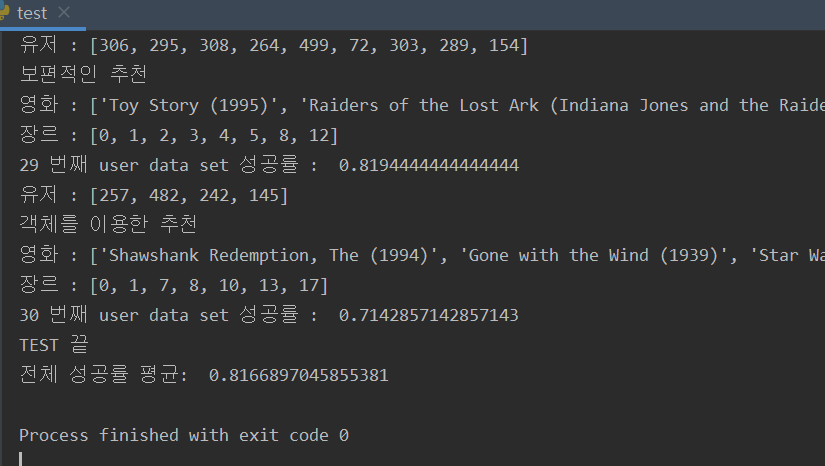 test
유저 : [306, 295, 308, 264, 499, 72, 303, 289, 154]
보편적인 추천
영화 : ['Toy Story (1995)', 'Raiders of the Lost Ark (Indiana Jones and the Raide
장르 : [0, 1, 2, 3, 4, 5, 8, 12]
29 번째 user data set 성공률 :  0.8194444444444444
유저 : [257, 482, 242, 145]
객체를 이용한 추천
영화 : ['Shawshank Redemption, The (1994)', 'Gone with the Wind (1939)', 'Star Wa
장르 : [0, 1, 7, 8, 10, 13, 17]
30 번째 user data set 성공률 :  0.7142857142857143
TEST 끝
전체 성공률 평균:  0.8166897045855381
Process finished with exit code 0